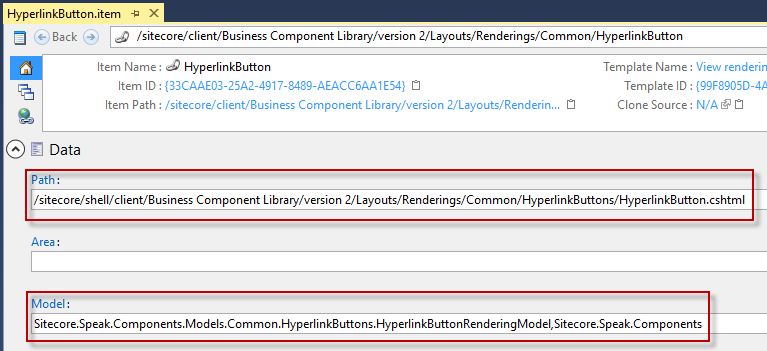 HyperlinkButton.item
Back
/sitecore/client/Business Component Library/version 2/Layouts/Renderings/Common/HyperlinkButton
Item Name : HyperlinkButton
Template Name : View rendering
Item ID : {33CAAE03-25A2-4917-8489-AEACC6AA1E54}
Template ID : {99F8905D-4A
Item Path : /sitecore/client/Business Component Library/version 2/Layouts/Renderin...
Clone Source : N/A
Data
Path:
/sitecore/shell/client/Business Component Library/version 2/Layouts/Renderings/Common/HyperlinkButtons/HyperlinkButton.cshtml
Area:
Model:
Sitecore.Speak.Components.Models.Common.HyperlinkButtons.HyperlinkButtonRenderingModel,Sitecore.Speak.Components